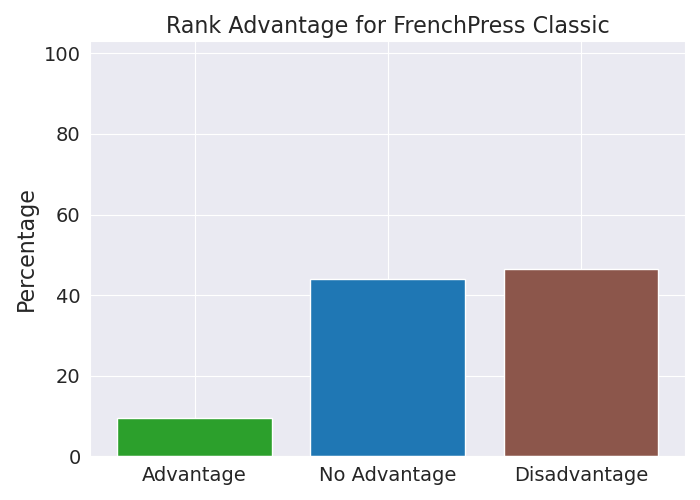 Rank Advantage for FrenchPress Classic
Percentage
100
80
60
40
20
0
Advantage
No Advantage
Disadvantage